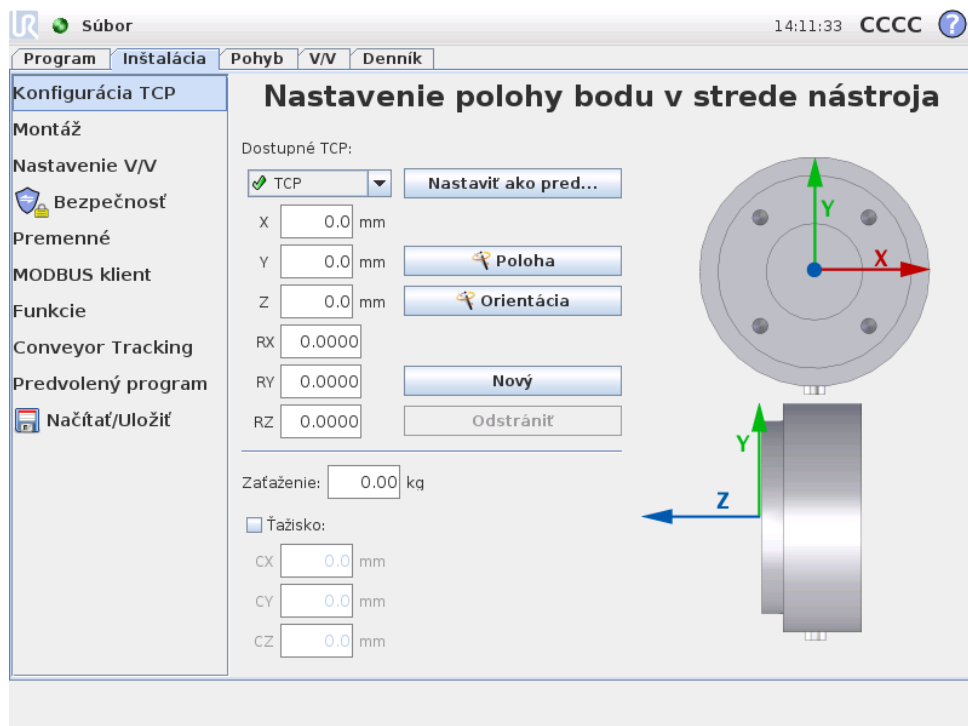 UR Súbor 14:11:33 CCCC ?
Program Inštalácia Pohyb V/V Denník
Konfigurácia TCP
Montáž
Nastavenie V/V
Bezpečnosť
Premenné
MODBUS klient
Funkcie
Conveyor Tracking
Predvolený program
Načítať/Uložiť
Nastavenie polohy bodu v strede nástroja
Dostupné TCP:
TCP Nastaviť ako pred...
X 0.0 mm
Y 0.0 mm Poloha
Z 0.0 mm Orientácia
RX 0.0000
RY 0.0000 Nový
RZ 0.0000 Odstrániť
Zaťaženie: 0.00 kg
Ťažisko:
CX 0.0 mm
CY 0.0 mm
CZ 0.0 mm
Y
X
Y
Z